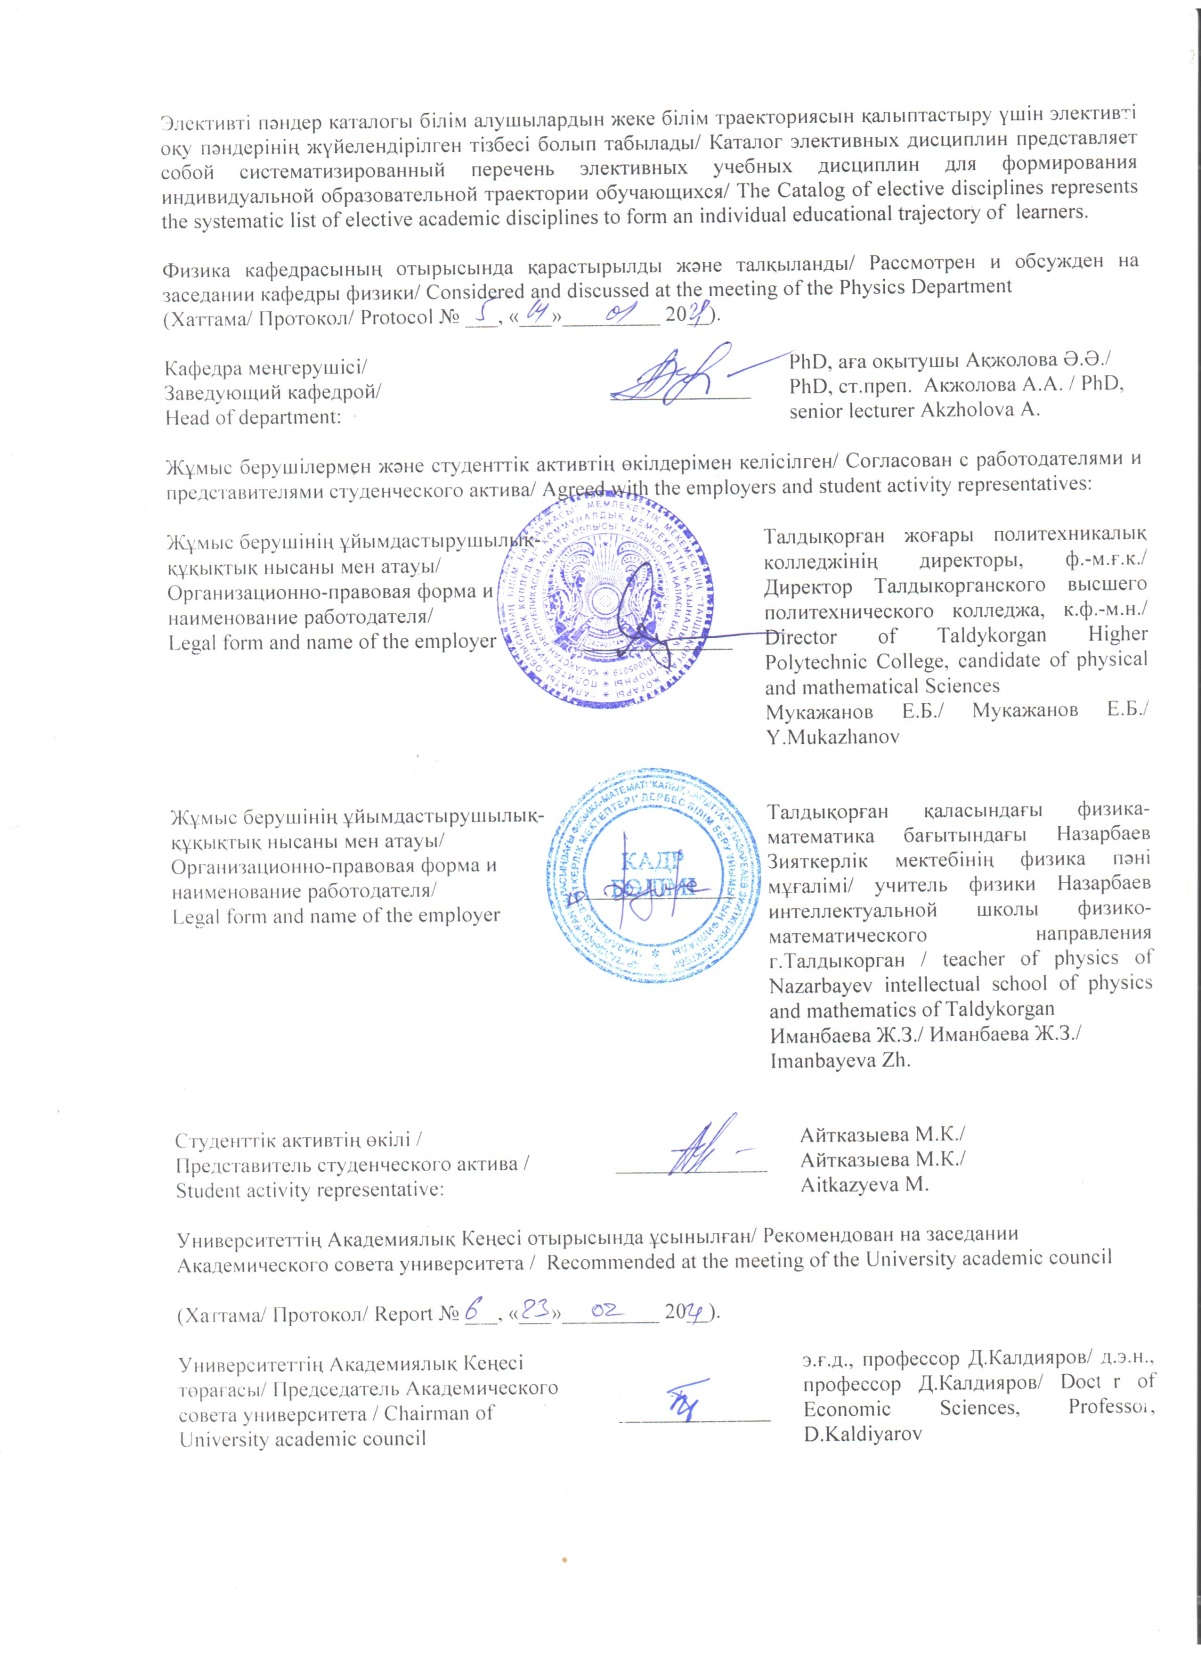 Элективті пәндер каталогы білім алушылардын жеке білім траекториясын қалыптастыру үшін элективті
оқу пәндерінің жүйелендірілген тізбесі болып табылады/ Каталог элективных дисциплин представляет
собой систематизированный перечень элективных учебных дисциплин для формирования
индивидуальной образовательной траектории обучающихся/ The Catalog of elective disciplines represents
the systematic list of elective academic disciplines to form an individual educational trajectory of learners.
Физика кафедрасының отырысында қарастырылды және талқыланды/ Рассмотрен и обсужден на
заседании кафедры физики/ Considered and discussed at the meeting of the Physics Department
(Хаттама/ Протокол/ Protocol № 5, «04» 01 2021).
Кафедра меңгерушісі/
Заведующий кафедрой/
Head of department:
PhD, аға оқытушы Ақжолова Ә.Ә./
PhD, ст.преп. Акжолова А.А. / PhD,
senior lecturer Akzholova A.
Жұмыс берушілермен және студенттік активтің өкілдерімен келісілген/ Согласован с работодателями и
представителями студенческого актива/ Agreed with the employers and student activity representatives:
Жұмыс берушінің ұйымдастырушылық-
құқықтық нысаны мен атауы/
Организационно-правовая форма и
наименование работодателя/
Legal form and name of the employer
Талдықорған жоғары политехникалық
колледжінің директоры, ф.-м.ғ.к./
Директор Талдыкорганского высшего
политехнического колледжа, к.ф.-м.н./
Director of Taldykorgan Higher
Polytechnic College, candidate of physical
and mathematical Sciences
Мукажанов Е.Б./ Мукажанов Е.Б./
Y.Mukazhanov
Жұмыс берушінің ұйымдастырушылық-
құқықтық нысаны мен атауы/
Организационно-правовая форма и
наименование работодателя/
Legal form and name of the employer
КАДР
БӨЛІМІ
Талдықорған қаласындағы физика-
математика бағытындағы Назарбаев
Зияткерлік мектебінің физика пәні
мұғалімі/ учитель физики Назарбаев
интеллектуальной школы физико-
математического направления
г.Талдыкорган / teacher of physics of
Nazarbayev intellectual school of physics
and mathematics of Taldykorgan
Иманбаева Ж.З./ Иманбаева Ж.З./
Imanbayeva Zh.
Студенттік активтің өкілі /
Представитель студенческого актива /
Student activity representative:
Айтказыева М.К./
Айтказыева М.К./
Aitkazyeva M.
Университеттің Академиялық Кеңесі отырысында ұсынылған/ Рекомендован на заседании
Академического совета университета / Recommended at the meeting of the University academic council
(Хаттама/ Протокол/ Report № 6, «23» 02 2021).
Университеттің Академиялық Кеңесі
төрағасы/ Председатель Академического
совета университета / Chairman of
University academic council
э.ғ.д., профессор Д.Калдияров/ д.э.н.,
профессор Д.Калдияров/ Doct r of
Economic Sciences, Professor,
D.Kaldiyarov